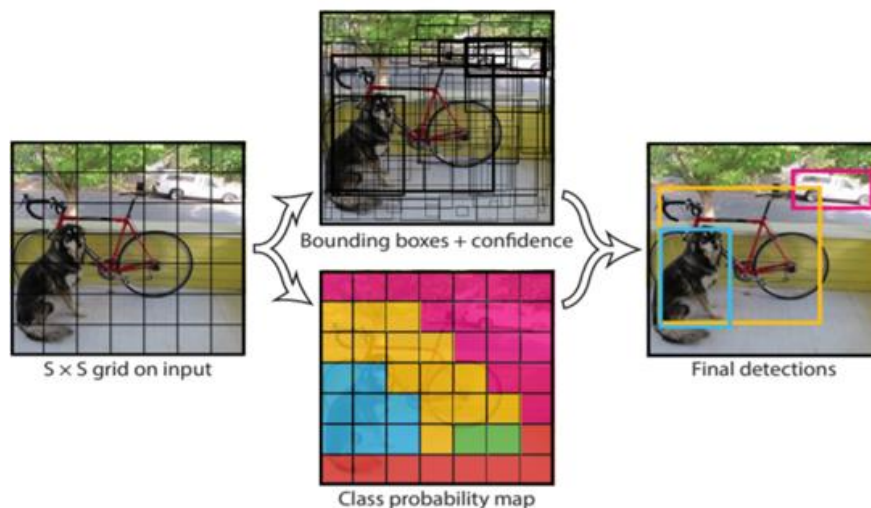 Bounding boxes + confidence
S × S grid on input
Final detections
Class probability map